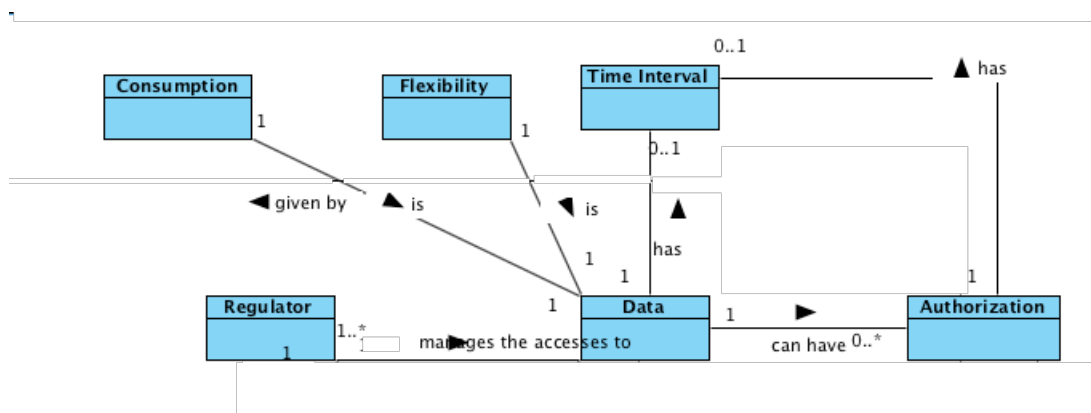 0..1
has
Consumption
Flexibility
Time Interval
1
1
0..1
given by
is
is
has
1
1
1
1
Regulator
Data
Authorization
1..*
1
1
manages the accesses to
can have
0..*